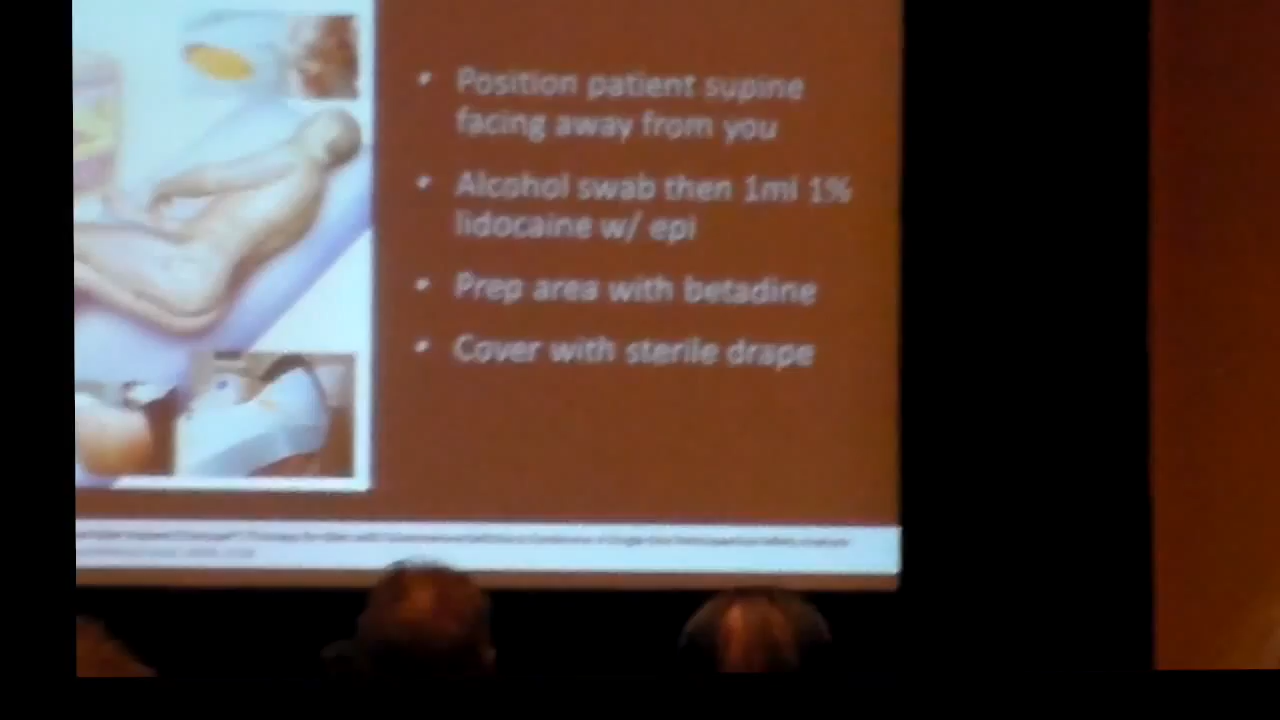 • Position patient supine
facing away from you
• Alcohol swab then 1ml 1%
lidocaine w/ epi
• Prep area with betadine
• Cover with sterile drape